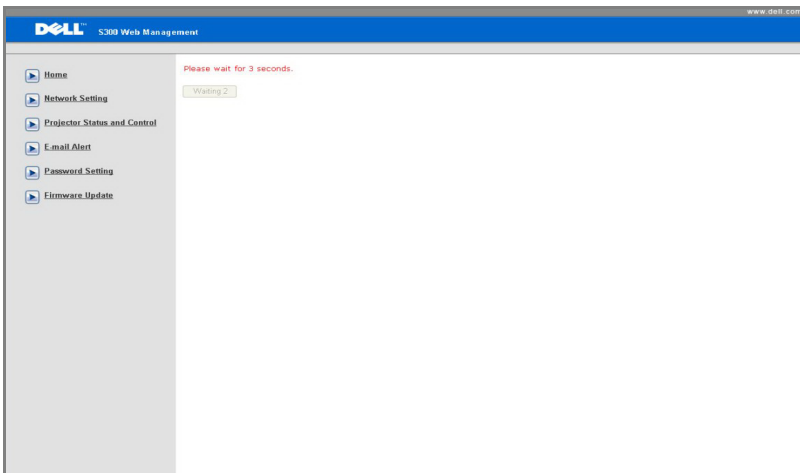 www.dell.com
DELL™ S300 Web Management
Home
Network Setting
Projector Status and Control
E-mail Alert
Password Setting
Firmware Update
Please wait for 3 seconds.
Waiting 2